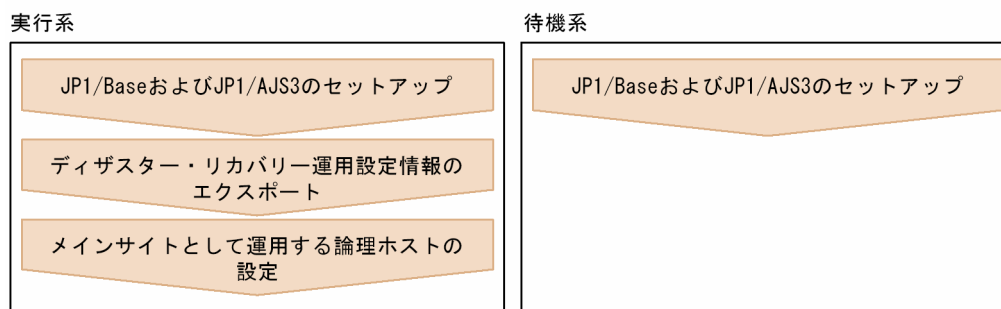 実行系
JP1/BaseおよびJP1/AJS3のセットアップ
ディザスター・リカバリー運用設定情報の
エクスポート
メインサイトとして運用する論理ホストの
設定
待機系
JP1/BaseおよびJP1/AJS3のセットアップ